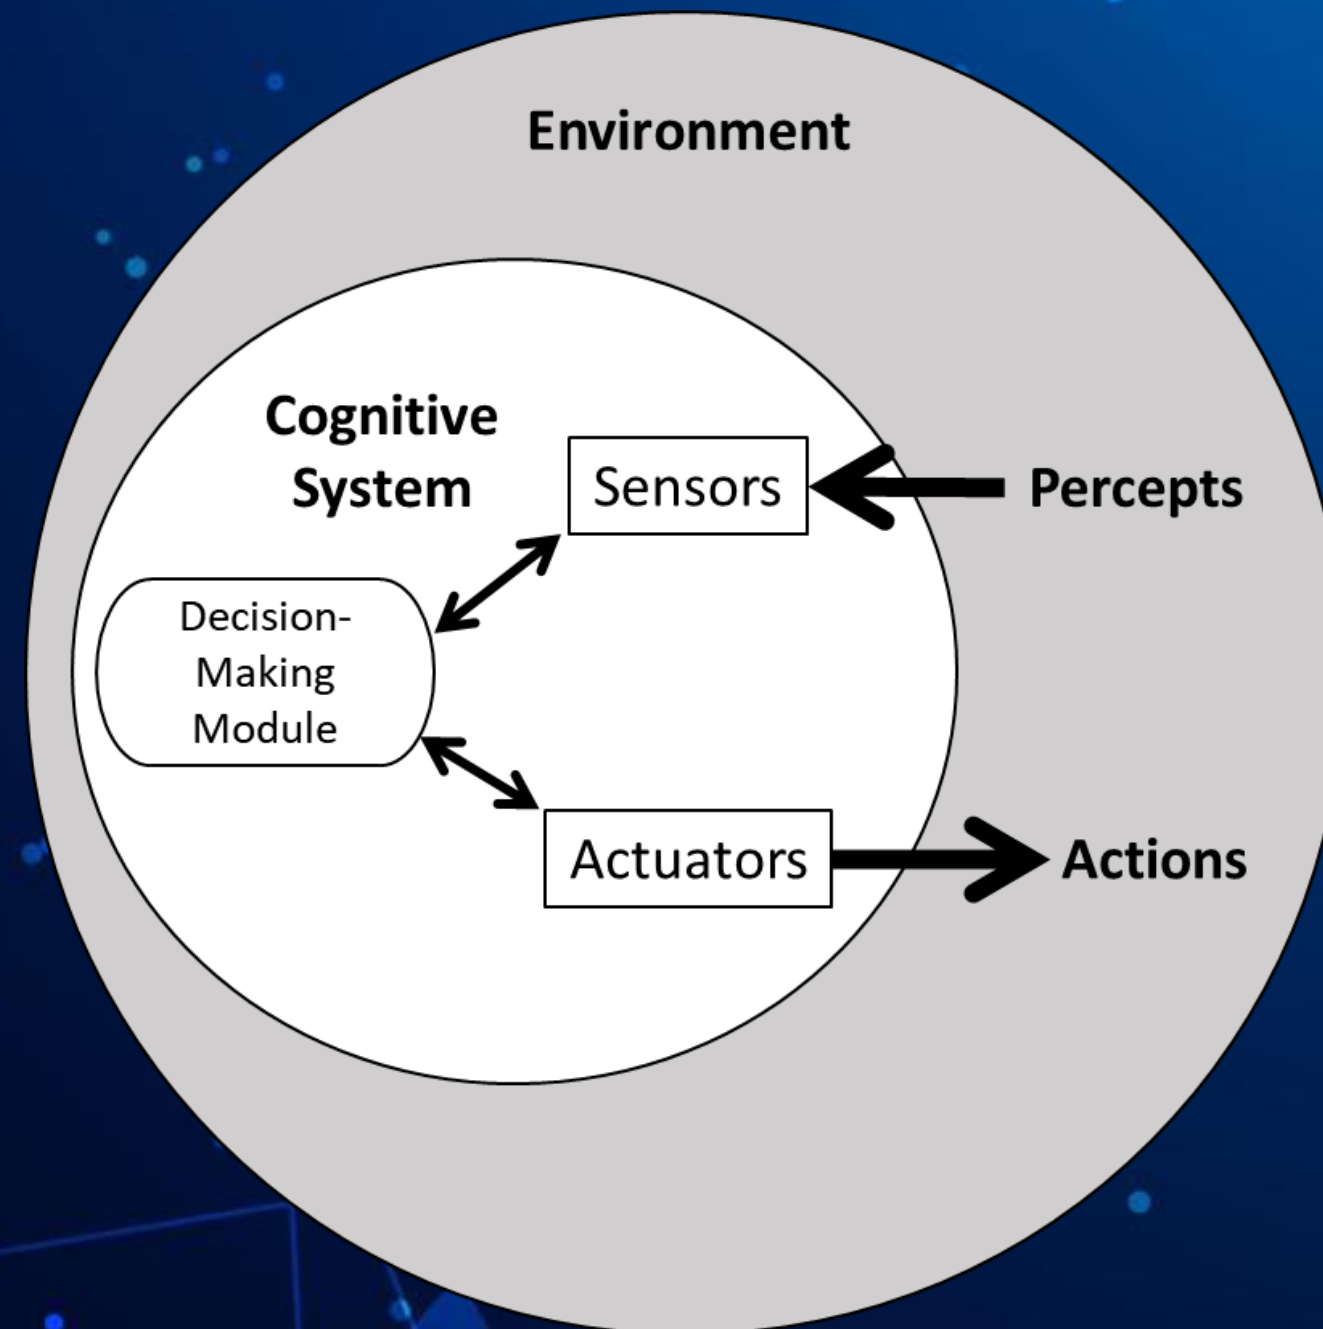 Environment
Cognitive
System
Sensors
Percepts
Decision-
Making
Module
Actuators
Actions